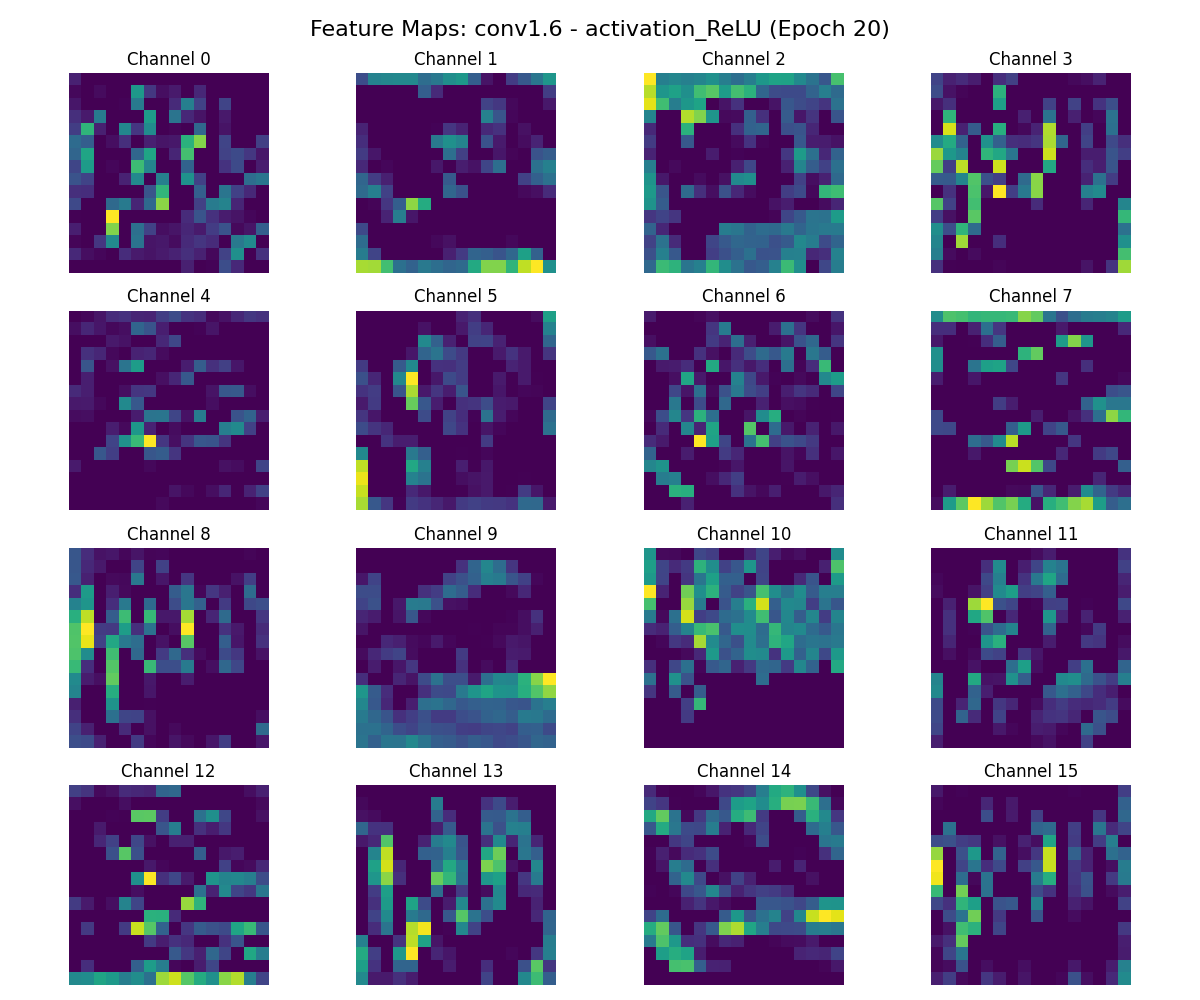 Feature Maps: conv1.6 - activation_ReLU (Epoch 20)
Channel 0
Channel 1
Channel 2
Channel 3
Channel 4
Channel 5
Channel 6
Channel 7
Channel 8
Channel 9
Channel 10
Channel 11
Channel 12
Channel 13
Channel 14
Channel 15